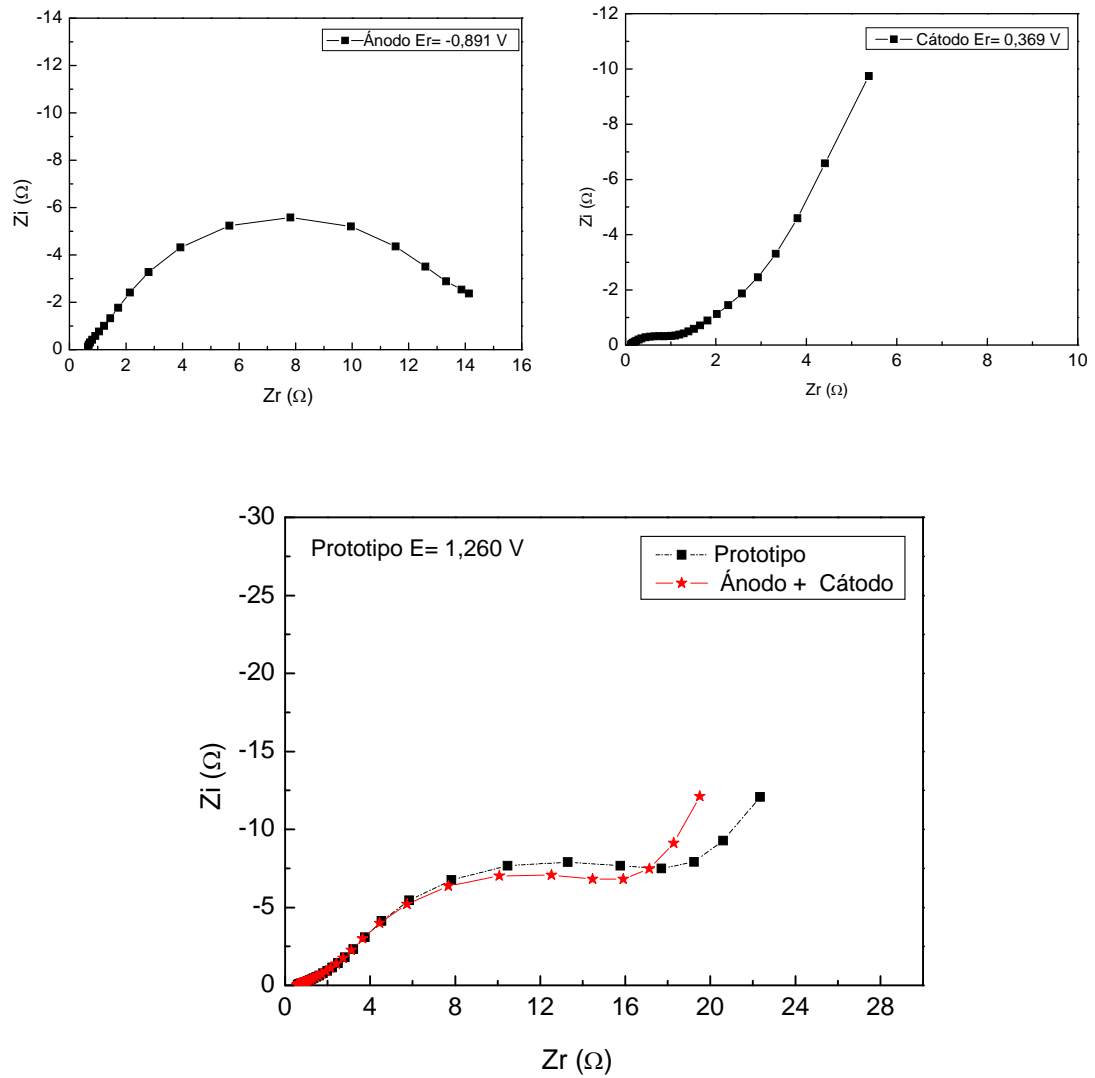 -14
-12
-10
-8
-6
-4
-2
0
Zi (Ω)
Ánodo Er= -0,891 V
0 2 4 6 8 10 12 14 16
Zr (Ω)
-12
-10
-8
-6
-4
-2
0
Zi (Ω)
Cátodo Er= 0,369 V
0 2 4 6 8 10
Zr (Ω)
-30
-25
-20
-15
-10
-5
0
Zi (Ω)
Prototipo E= 1,260 V
Prototipo
Ánodo + Cátodo
0 4 8 12 16 20 24 28
Zr (Ω)